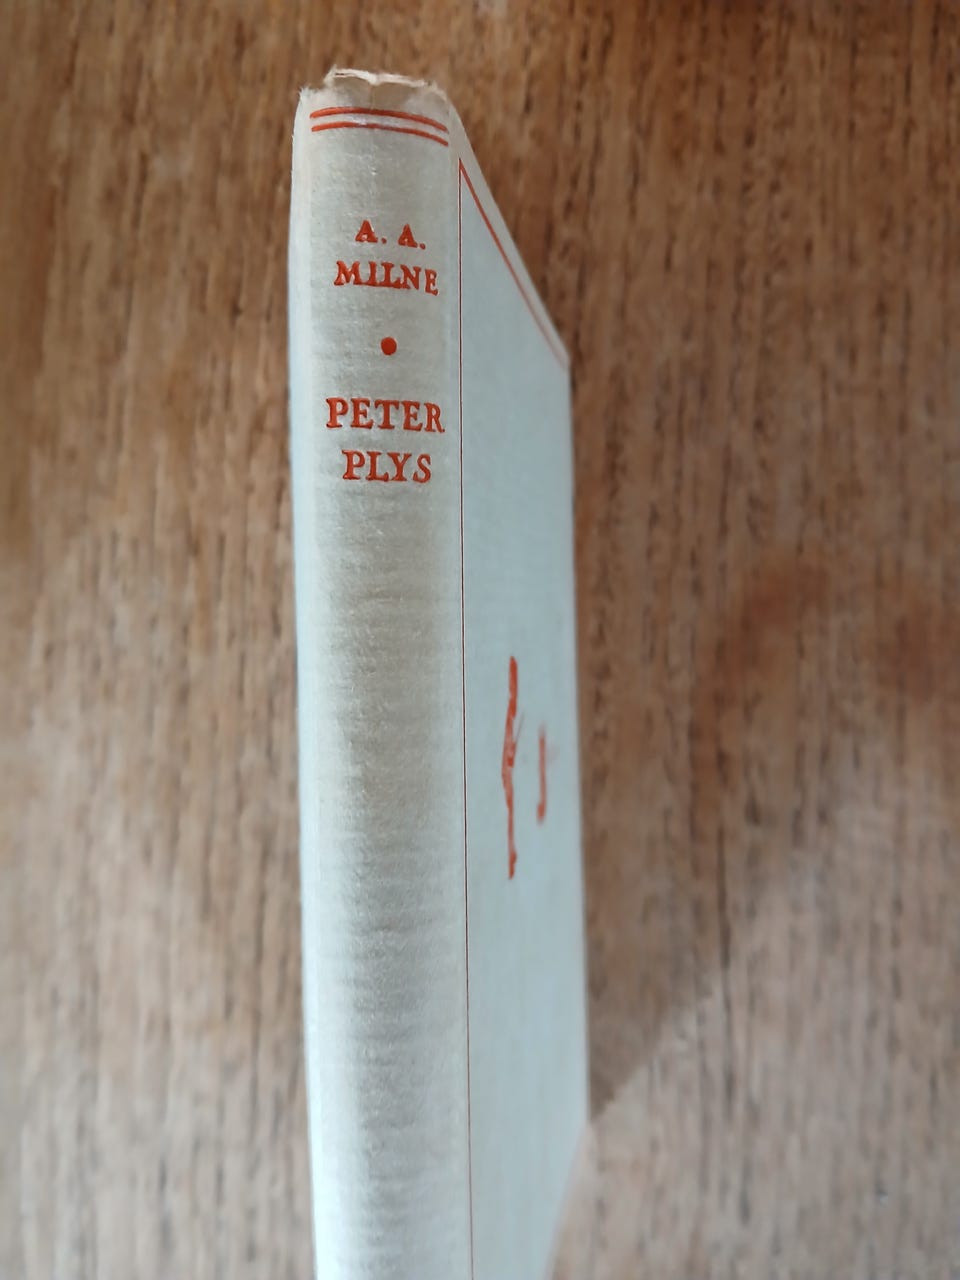 A. A.
MILNE
•
PETER
PLYS